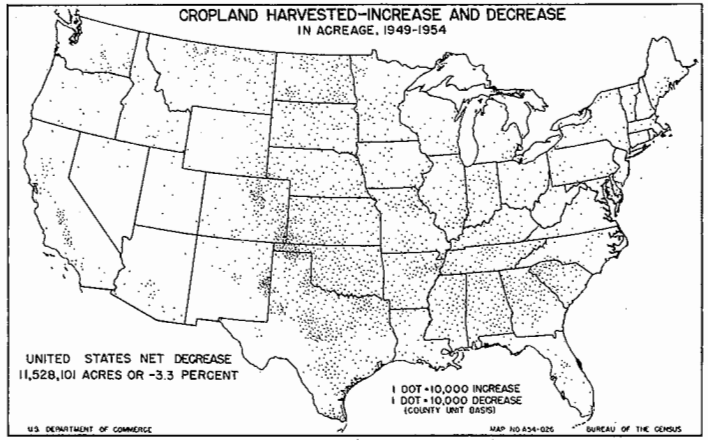 CROPLAND HARVESTED-INCREASE AND DECREASE
IN ACREAGE, 1949-1954
UNITED STATES NET DECREASE
11,528,101 ACRES OR -3.3 PERCENT
1 DOT=10,000 INCREASE
1 DOT=10,000 DECREASE
(COUNTY UNIT BASIS)
U.S. DEPARTMENT OF COMMERCE
MAP NO A54-026
BUREAU OF THE CENSUS